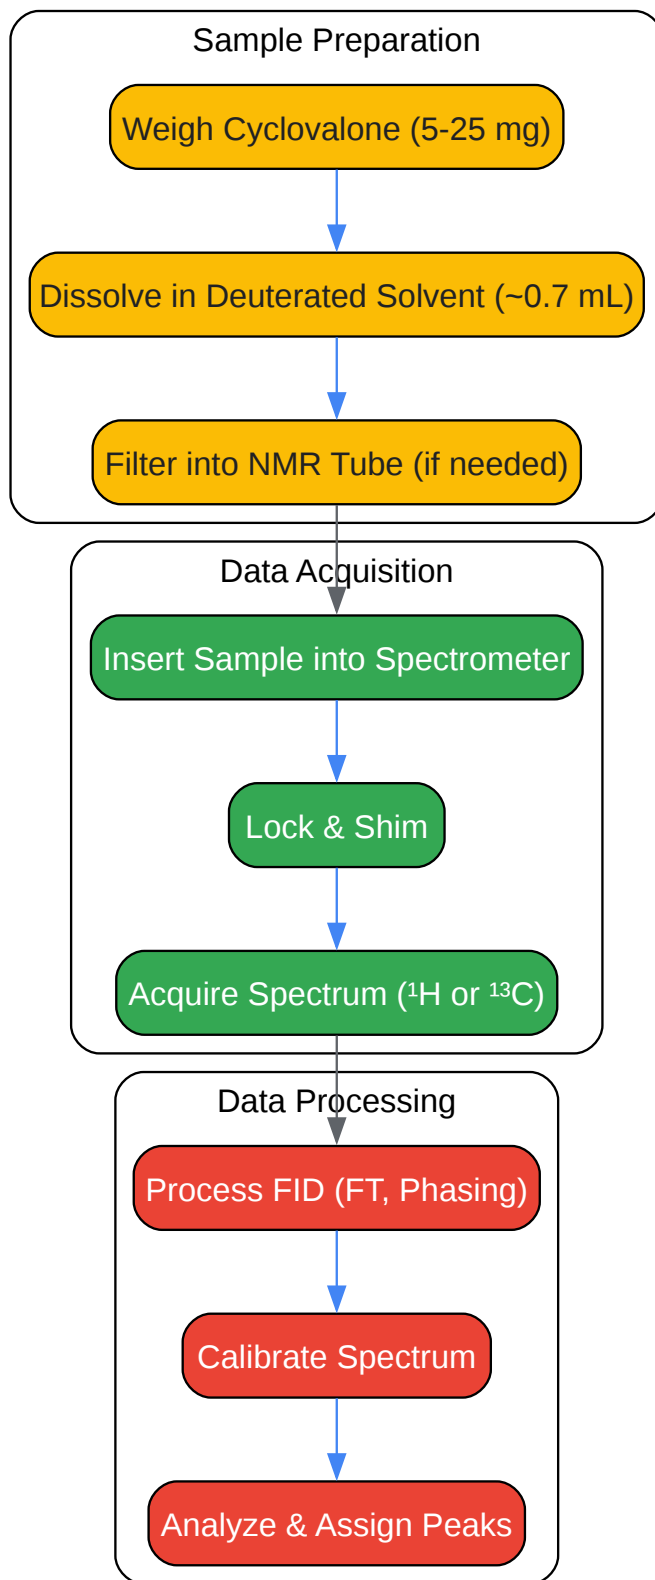 Sample Preparation
Weigh Cyclovalone (5-25 mg)
Dissolve in Deuterated Solvent (~0.7 mL)
Filter into NMR Tube (if needed)
Data Acquisition
Insert Sample into Spectrometer
Lock & Shim
Acquire Spectrum (¹H or ¹³C)
Data Processing
Process FID (FT, Phasing)
Calibrate Spectrum
Analyze & Assign Peaks